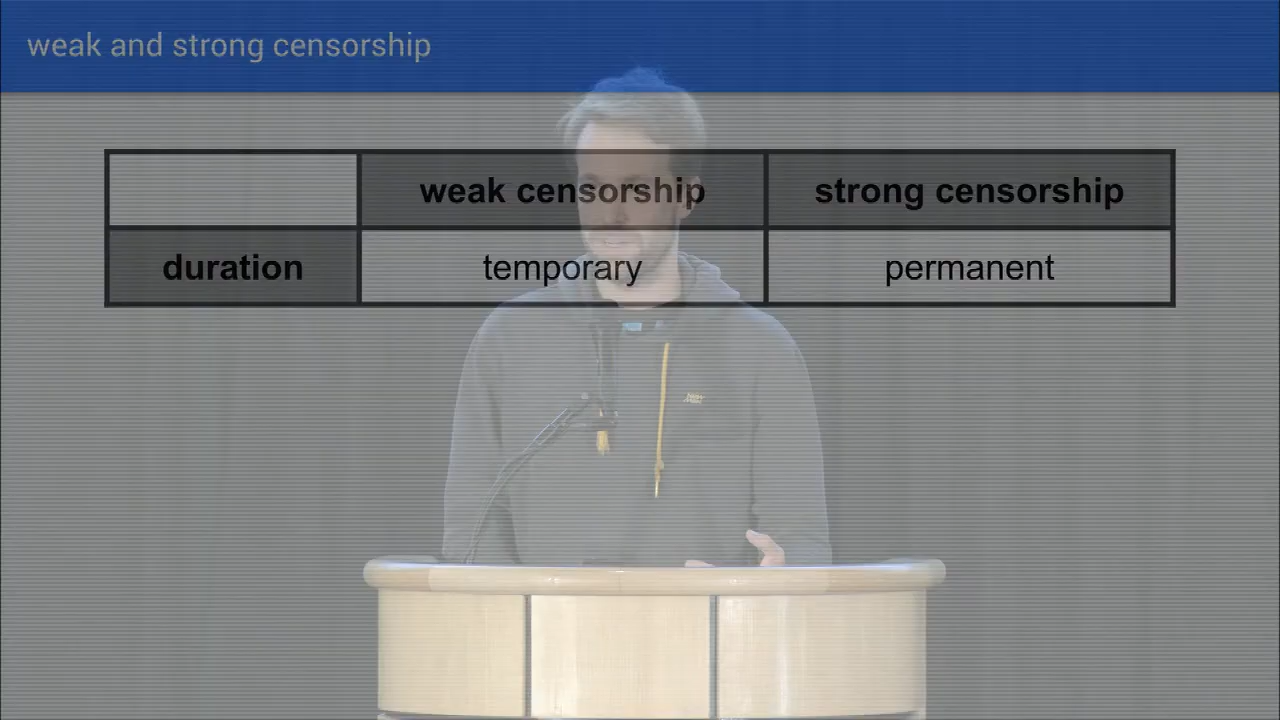 weak and strong censorship
weak censorship strong censorship
duration temporary permanent